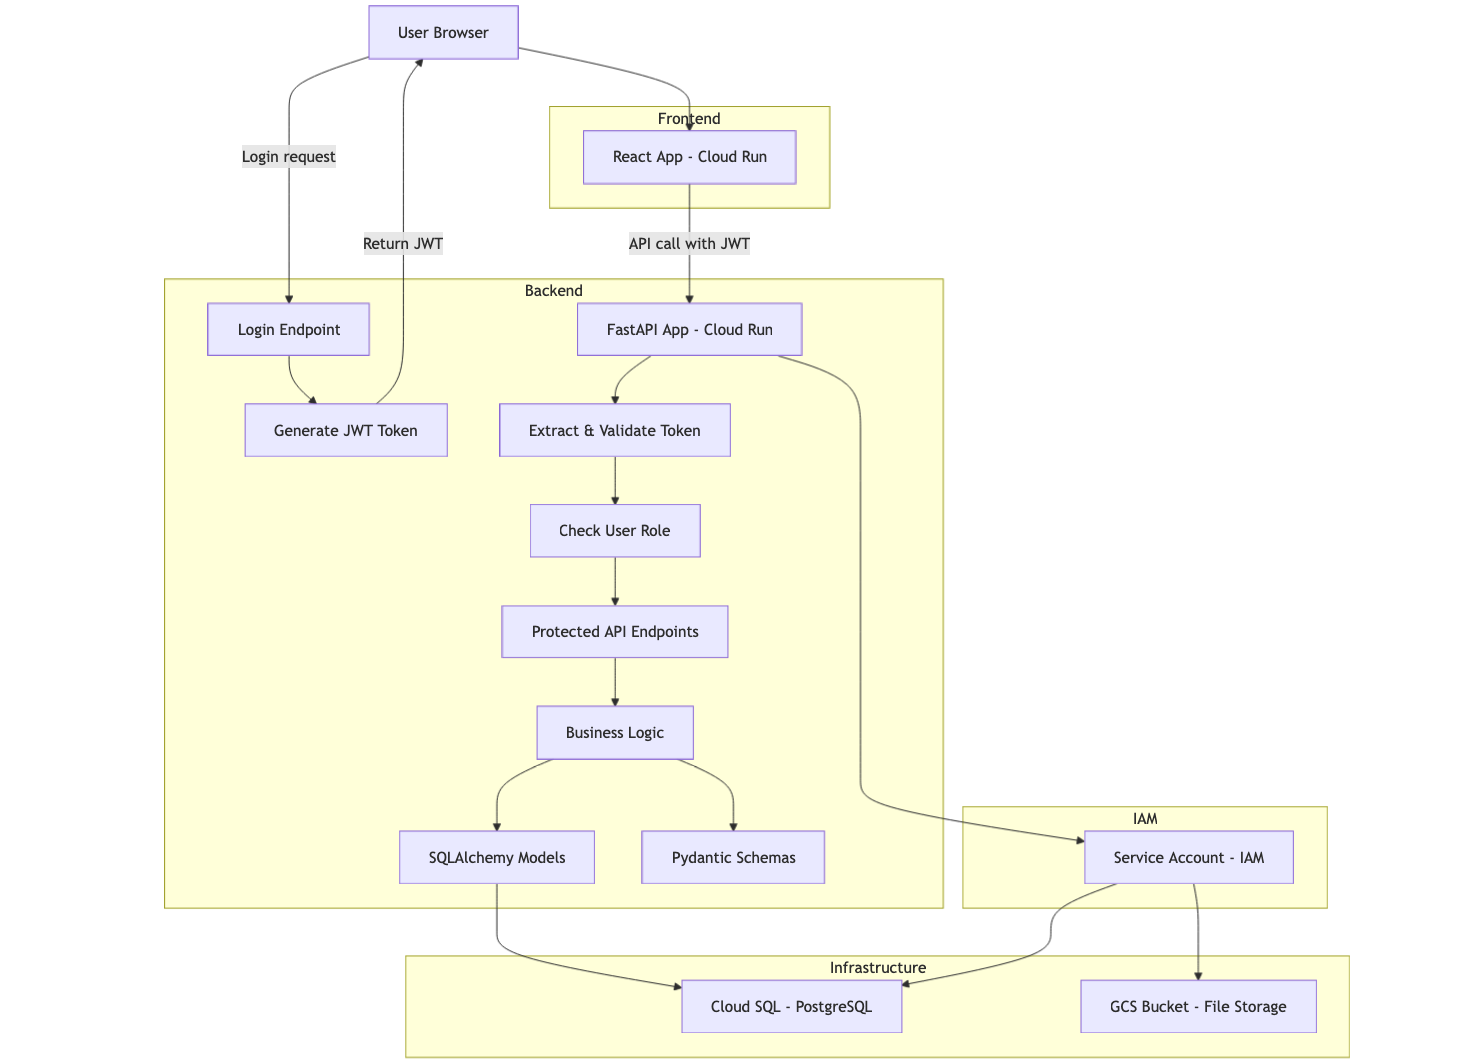 User Browser
Frontend
React App - Cloud Run
Login request
Return JWT
API call with JWT
Backend
Login Endpoint
FastAPI App - Cloud Run
Generate JWT Token
Extract & Validate Token
Check User Role
Protected API Endpoints
Business Logic
IAM
SQLAlchemy Models
Pydantic Schemas
Service Account - IAM
Infrastructure
Cloud SQL - PostgreSQL
GCS Bucket - File Storage